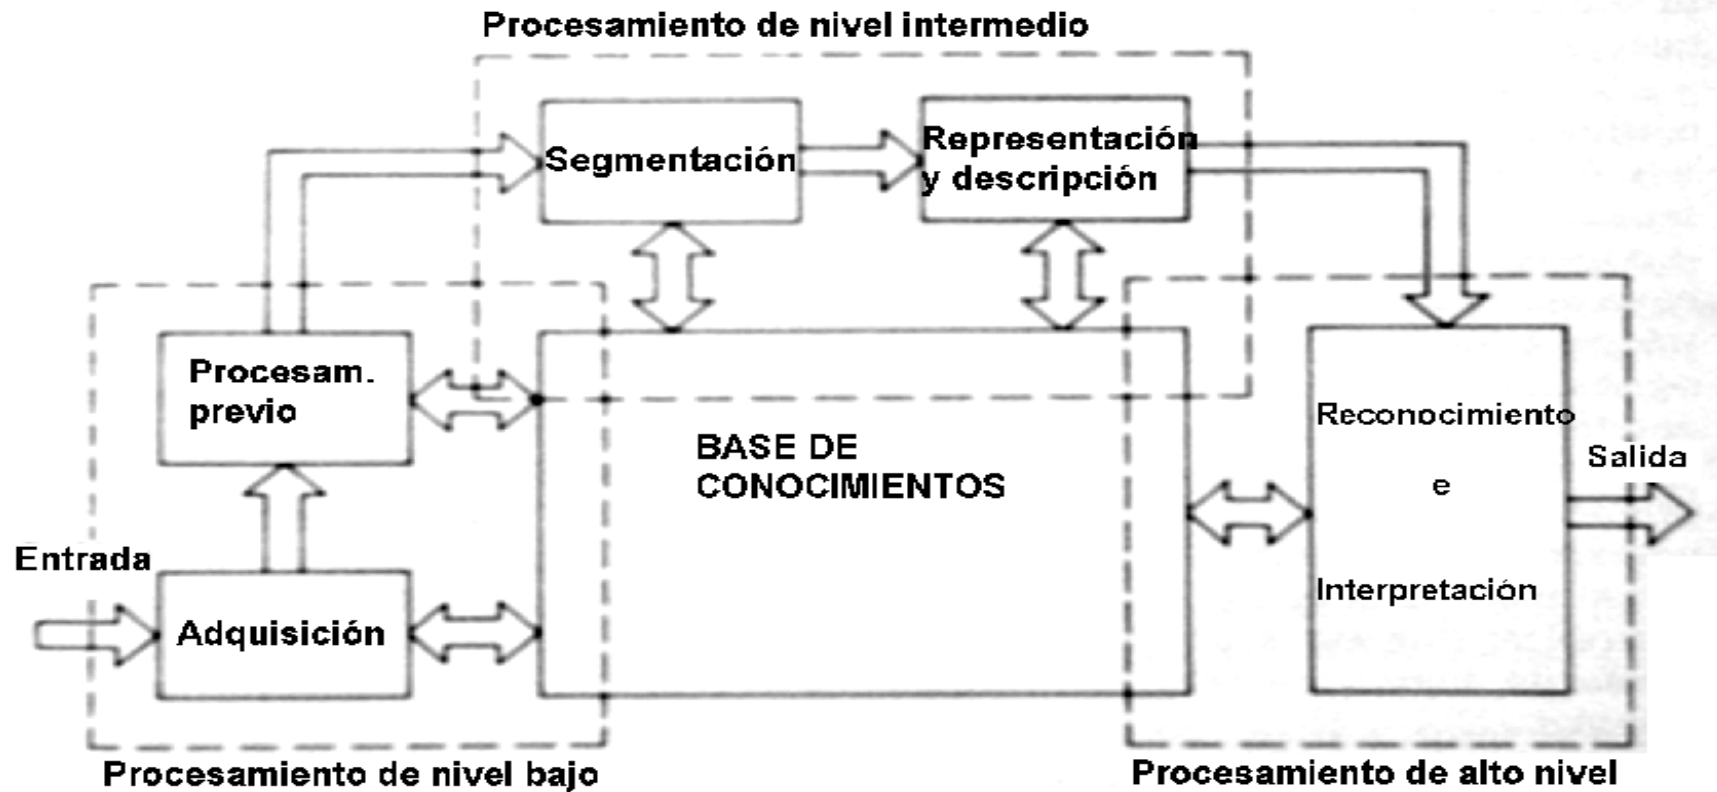 Procesamiento de nivel intermedio
Segmentación
Representación
y descripción
Procesam.
previo
BASE DE
CONOCIMIENTOS
Reconocimiento
e
Interpretación
Salida
Entrada
Adquisición
Procesamiento de nivel bajo
Procesamiento de alto nivel